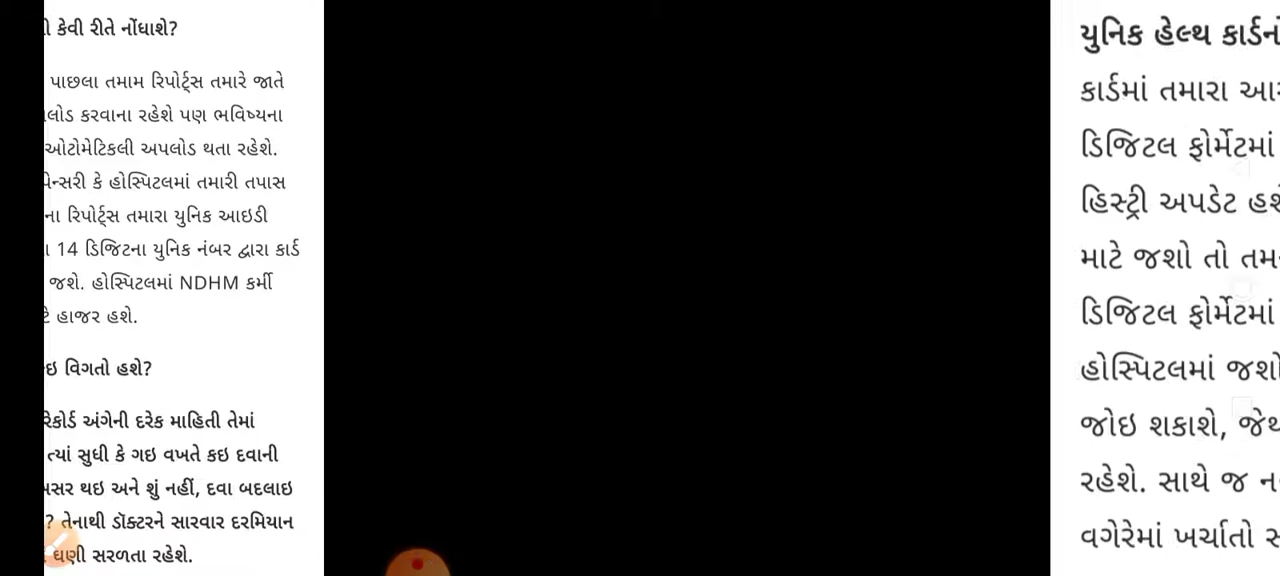 કેવી રીતે નોંધાશે?
પાછલા તમામ રિપોર્ટ્સ તમારે જાતે
કરવાના રહેશે પણ ભવિષ્યના
ઓટોમેટિકલી અપલોડ થતા રહેશે.
કે હોસ્પિટલમાં તમારી તપાસ
રિપોર્ટ્સ તમારા યુનિક આઇડી
14 ડિજિટના યુનિક નંબર દ્વારા કાર્ડ
જશે. હોસ્પિટલમાં NDHM કર્મી
હાજર હશે.
વિગતો હશે?
રેકોર્ડ અંગેની દરેક માહિતી તેમાં
ત્યાં સુધી કે ગઇ વખતે કઇ દવાની
થઇ અને શું નહીં, દવા બદલાઇ
? તેનાથી ડૉક્ટરને સારવાર દરમિયાન
ઘણી સરળતા રહેશે.
યુનિક હેલ્થ
કાર્ડમાં તમારા
ડિજિટલ ફોર્મેટમાં
હિસ્ટ્રી અપડેટ
માટે જશો તો
ડિજિટલ ફોર્મેટમાં
હોસ્પિટલમાં જશો
જોઇ શકાશે,
રહેશે. સાથે જ
વગેરેમાં ખર્ચાતો